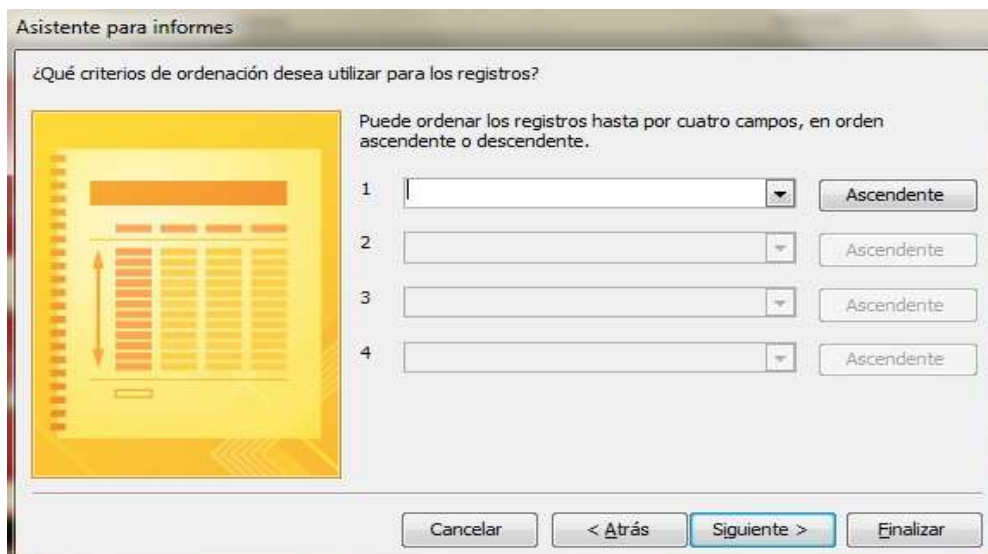 Asistente para informes
¿Qué criterios de ordenación desea utilizar para los registros?
Puede ordenar los registros hasta por cuatro campos, en orden
ascendente o descendente.
1 Ascendente
2 Ascendente
3 Ascendente
4 Ascendente
Cancelar < Atrás Siguiente > Finalizar